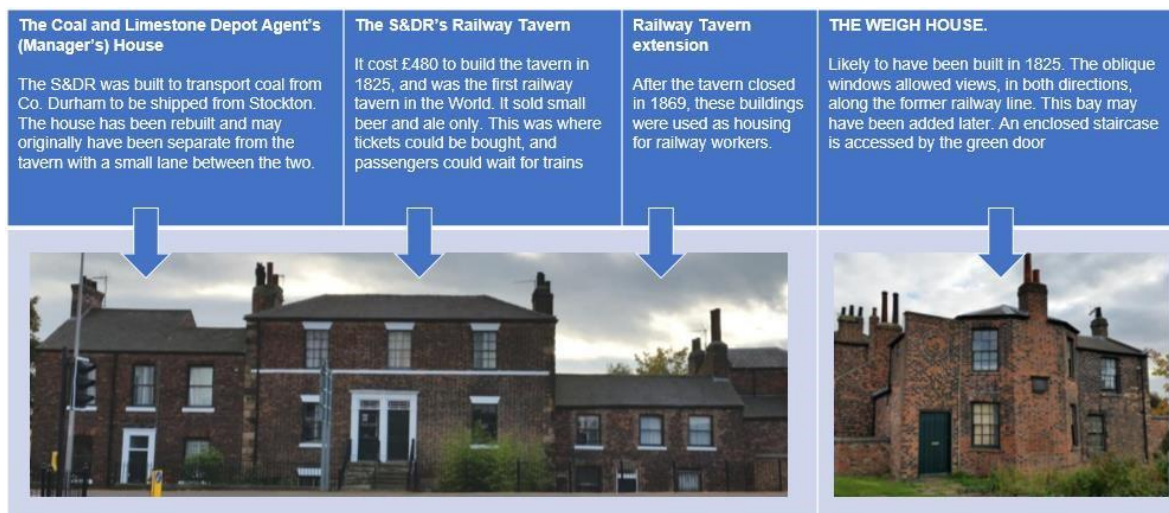 The Coal and Limestone Depot Agent's
(Manager's) House
The S&DR was built to transport coal from
Co. Durham to be shipped from Stockton.
The house has been rebuilt and may
originally have been separate from the
tavern with a small lane between the two.
The S&DR's Railway Tavern
It cost £480 to build the tavern in
1825, and was the first railway
tavern in the World. It sold small
beer and ale only. This was where
tickets could be bought, and
passengers could wait for trains
Railway Tavern
extension
After the tavern closed
in 1869, these buildings
were used as housing
for railway workers.
THE WEIGH HOUSE.
Likely to have been built in 1825. The oblique
windows allowed views, in both directions,
along the former railway line. This bay may
have been added later. An enclosed staircase
is accessed by the green door